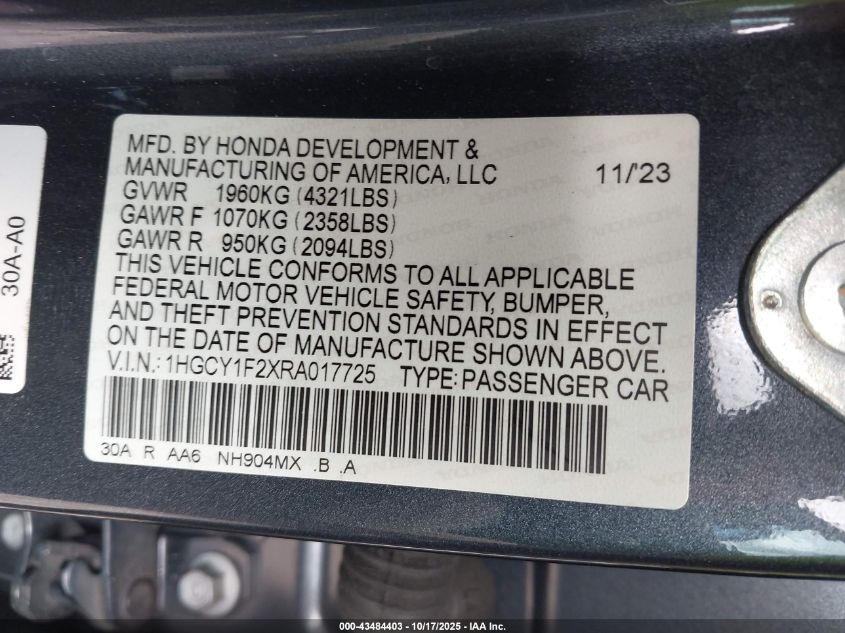 MFD. BY HONDA DEVELOPMENT &
MANUFACTURING OF AMERICA, LLC 11/'23
GVWR 1960KG (4321LBS)
GAWR F 1070KG (2358LBS)
GAWR R 950KG (2094LBS)
THIS VEHICLE CONFORMS TO ALL APPLICABLE
FEDERAL MOTOR VEHICLE SAFETY, BUMPER,
AND THEFT PREVENTION STANDARDS IN EFFECT
ON THE DATE OF MANUFACTURE SHOWN ABOVE.
V.I.N.: 1HGCY1F2XRA017725 TYPE: PASSENGER CAR
30A R AA6 NH904MX .B .A
30A-A0
000-43484403 - 10/17/2025 - IAA Inc.